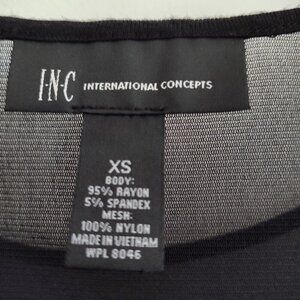 I·N·C INTERNATIONAL CONCEPTS
XS
BODY:
95% RAYON
5% SPANDEX
MESH:
100% NYLON
MADE IN VIETNAM
WPL 8046